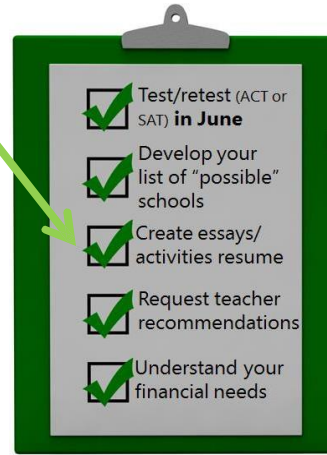 Test/retest (ACT or
SAT) in June
Develop your
list of “possible”
schools
Create essays/
activities resume
Request teacher
recommendations
Understand your
financial needs